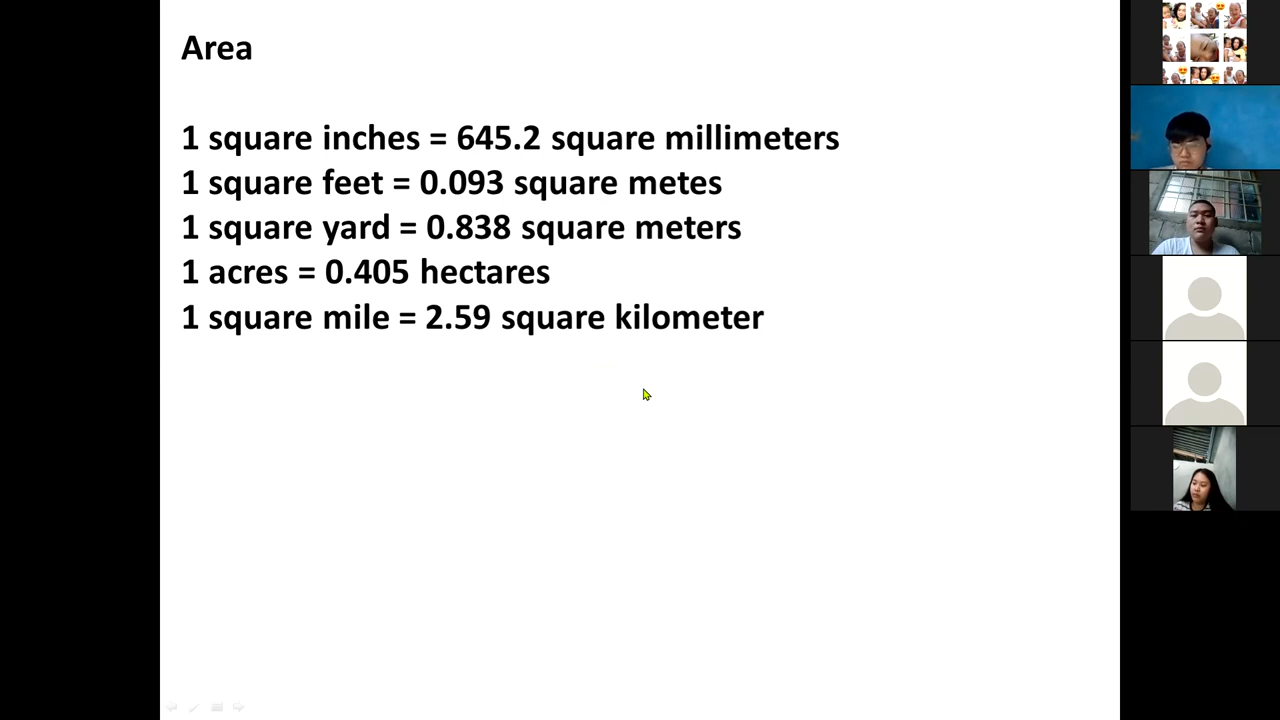 Area
1 square inches = 645.2 square millimeters
1 square feet = 0.093 square metes
1 square yard = 0.838 square meters
1 acres = 0.405 hectares
1 square mile = 2.59 square kilometer